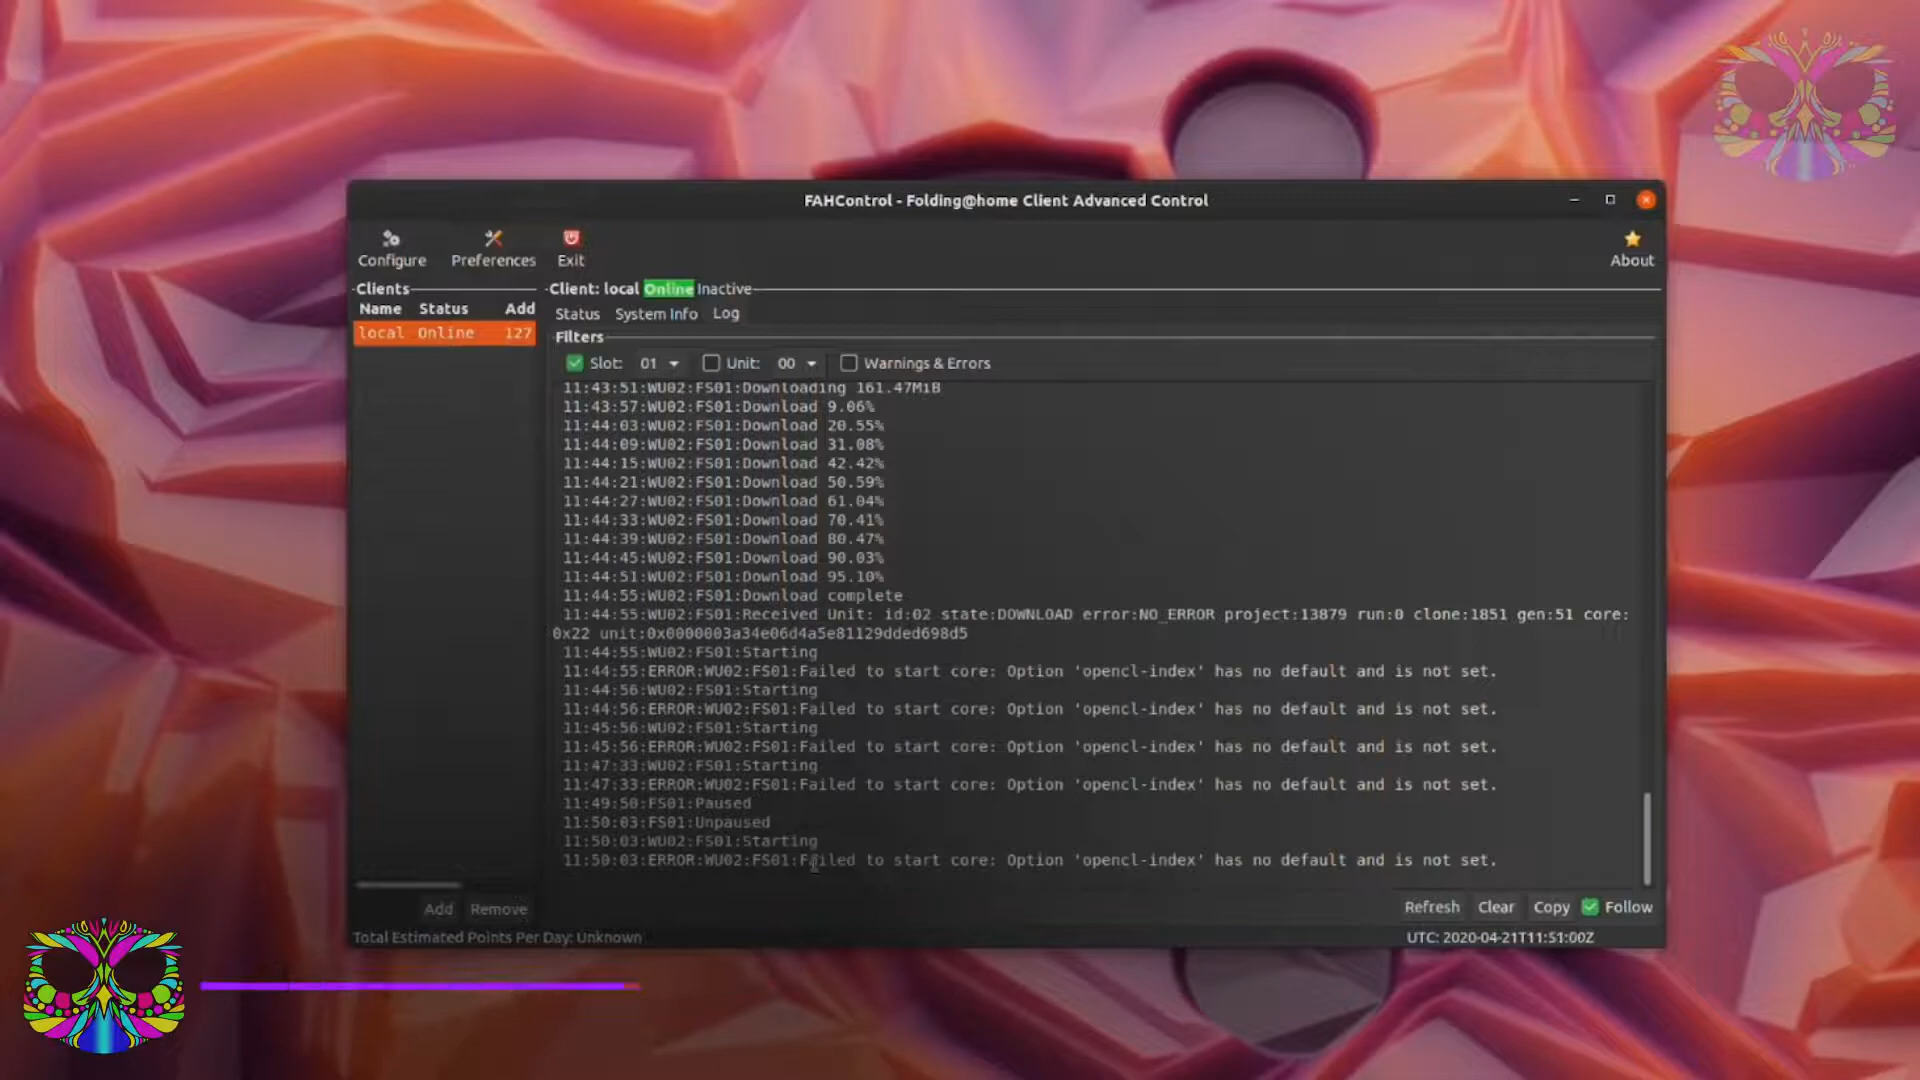 FAHControl - Folding@home Client Advanced Control
Configure Preferences Exit About
Clients
Name Status Add
local Online 127
Client: local Online Inactive
Status System Info Log
Filters
Slot: 01 Unit: 00 Warnings & Errors
11:43:51:WU02:FS01:Downloading 161.47MiB
11:43:57:WU02:FS01:Download 9.06%
11:44:03:WU02:FS01:Download 20.55%
11:44:09:WU02:FS01:Download 31.08%
11:44:15:WU02:FS01:Download 42.42%
11:44:21:WU02:FS01:Download 50.59%
11:44:27:WU02:FS01:Download 61.04%
11:44:33:WU02:FS01:Download 70.41%
11:44:39:WU02:FS01:Download 80.47%
11:44:45:WU02:FS01:Download 90.03%
11:44:51:WU02:FS01:Download 95.10%
11:44:55:WU02:FS01:Download complete
11:44:55:WU02:FS01:Received Unit: id:02 state:DOWNLOAD error:NO_ERROR project:13879 run:0 clone:1851 gen:51 core:
0x22 unit:0x0000003a34e06d4a5e81129dded698d5
11:44:55:WU02:FS01:Starting
11:44:55:ERROR:WU02:FS01:Failed to start core: Option 'opencl-index' has no default and is not set.
11:44:56:WU02:FS01:Starting
11:44:56:ERROR:WU02:FS01:Failed to start core: Option 'opencl-index' has no default and is not set.
11:45:56:WU02:FS01:Starting
11:45:56:ERROR:WU02:FS01:Failed to start core: Option 'opencl-index' has no default and is not set.
11:47:33:WU02:FS01:Starting
11:47:33:ERROR:WU02:FS01:Failed to start core: Option 'opencl-index' has no default and is not set.
11:49:50:FS01:Paused
11:50:03:FS01:Unpaused
11:50:03:WU02:FS01:Starting
11:50:03:ERROR:WU02:FS01:Failed to start core: Option 'opencl-index' has no default and is not set.
Add Remove Refresh Clear Copy Follow
Total Estimated Points Per Day: Unknown UTC: 2020-04-21T11:51:00Z